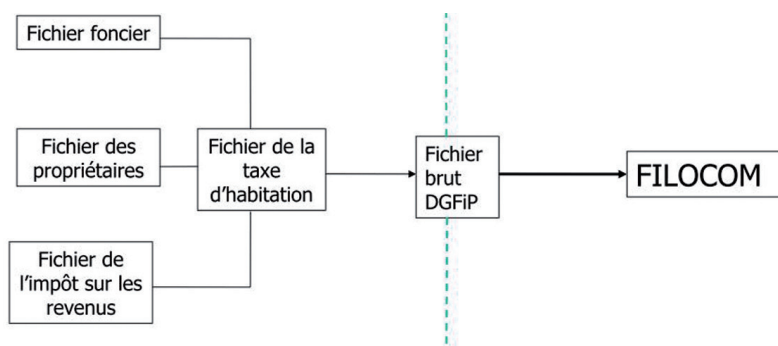 Fichier foncier
Fichier des
propriétaires
Fichier de la
taxe
d'habitation
Fichier de
l'impôt sur les
revenus
Fichier
brut
DGFiP
FILOCOM